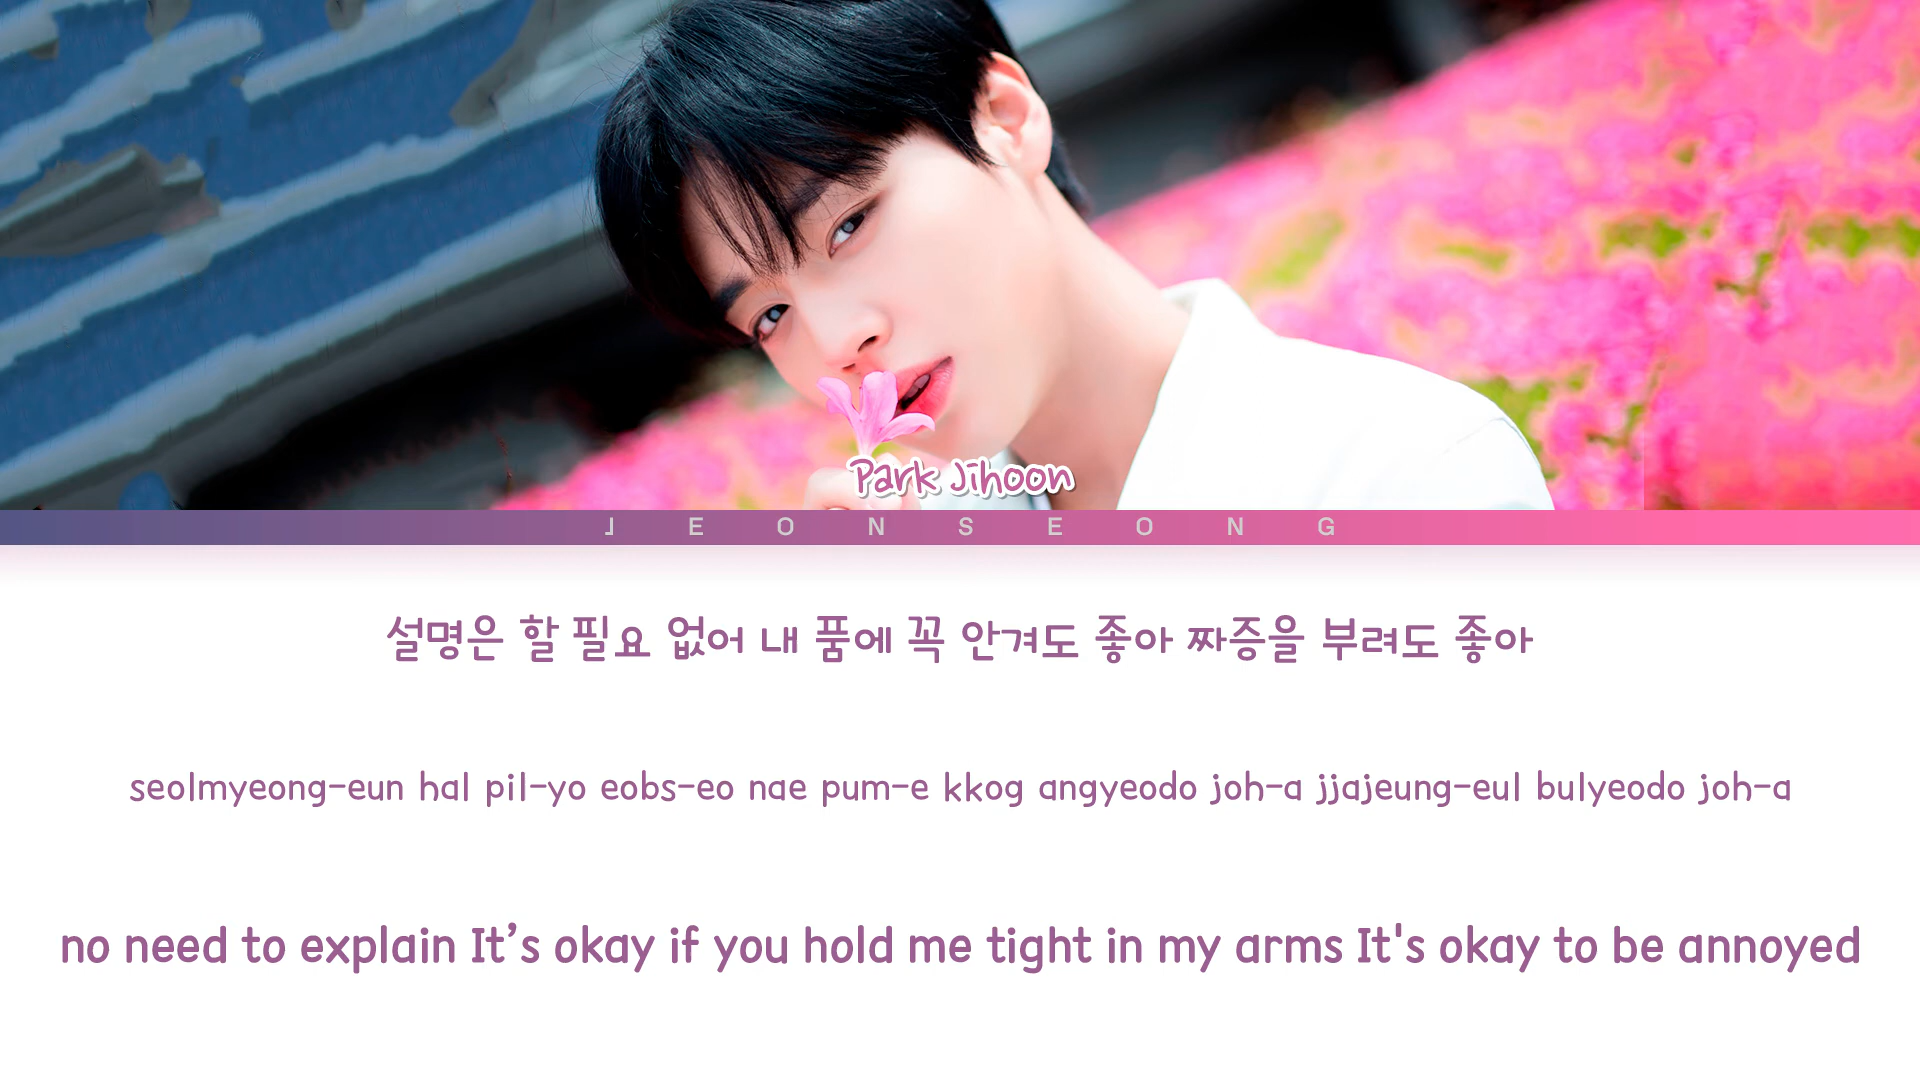 Park Jihoon
JEONSEONG
설명은 할 필요 없어 내 품에 꼭 안겨도 좋아 짜증을 부려도 좋아
seolmyeong-eun hal pil-yo eobs-eo nae pum-e kkog angyeodo joh-a jjajeung-eul bulyeodo joh-a
no need to explain It’s okay if you hold me tight in my arms It's okay to be annoyed